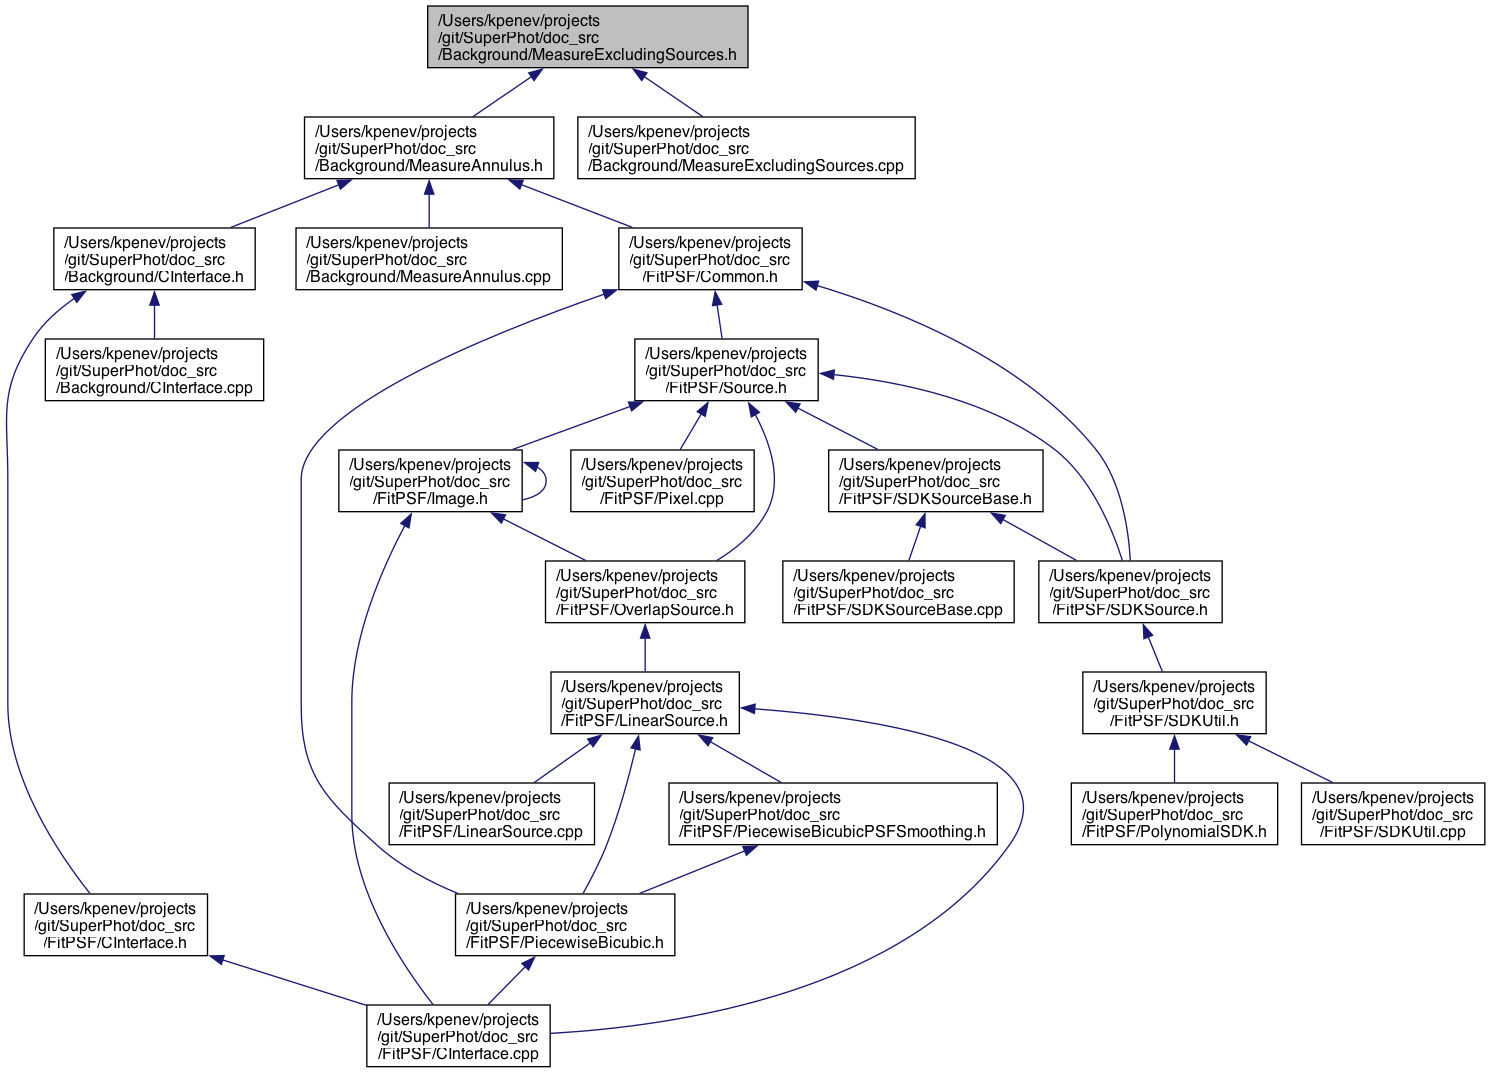 /Users/kpenev/projects
/git/SuperPhot/doc_src
/Background/MeasureExcludingSources.h
/Users/kpenev/projects
/git/SuperPhot/doc_src
/Background/MeasureAnnulus.h
/Users/kpenev/projects
/git/SuperPhot/doc_src
/Background/MeasureExcludingSources.cpp
/Users/kpenev/projects
/git/SuperPhot/doc_src
/Background/CInterface.h
/Users/kpenev/projects
/git/SuperPhot/doc_src
/Background/MeasureAnnulus.cpp
/Users/kpenev/projects
/git/SuperPhot/doc_src
/FitPSF/Common.h
/Users/kpenev/projects
/git/SuperPhot/doc_src
/Background/CInterface.cpp
/Users/kpenev/projects
/git/SuperPhot/doc_src
/FitPSF/Source.h
/Users/kpenev/projects
/git/SuperPhot/doc_src
/FitPSF/Image.h
/Users/kpenev/projects
/git/SuperPhot/doc_src
/FitPSF/Pixel.cpp
/Users/kpenev/projects
/git/SuperPhot/doc_src
/FitPSF/SDKSourceBase.h
/Users/kpenev/projects
/git/SuperPhot/doc_src
/FitPSF/OverlapSource.h
/Users/kpenev/projects
/git/SuperPhot/doc_src
/FitPSF/SDKSourceBase.cpp
/Users/kpenev/projects
/git/SuperPhot/doc_src
/FitPSF/SDKSource.h
/Users/kpenev/projects
/git/SuperPhot/doc_src
/FitPSF/LinearSource.h
/Users/kpenev/projects
/git/SuperPhot/doc_src
/FitPSF/SDKUtil.h
/Users/kpenev/projects
/git/SuperPhot/doc_src
/FitPSF/LinearSource.cpp
/Users/kpenev/projects
/git/SuperPhot/doc_src
/FitPSF/PiecewiseBicubicPSFSmoothing.h
/Users/kpenev/projects
/git/SuperPhot/doc_src
/FitPSF/PolynomialSDK.h
/Users/kpenev/projects
/git/SuperPhot/doc_src
/FitPSF/SDKUtil.cpp
/Users/kpenev/projects
/git/SuperPhot/doc_src
/FitPSF/CInterface.h
/Users/kpenev/projects
/git/SuperPhot/doc_src
/FitPSF/PiecewiseBicubic.h
/Users/kpenev/projects
/git/SuperPhot/doc_src
/FitPSF/CInterface.cpp